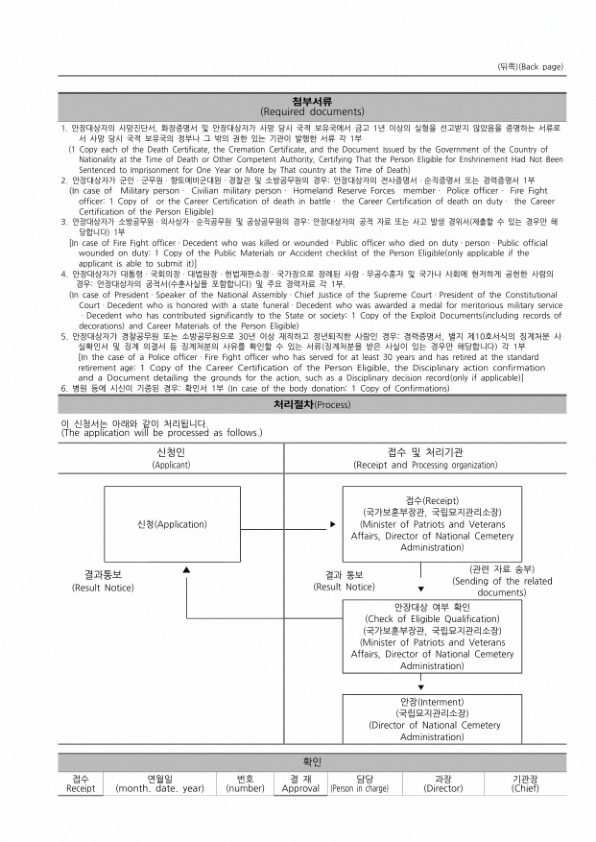 (뒤쪽)(Back page)
첨부서류
(Required documents)
1. 안장대상자의 사망진단서, 화장증명서 및 안장대상자가 사망 당시 국적 보유국에서 금고 1년 이상의 실형을 선고받지 않았음을 증명하는 서류로
서 사망 당시 국적 보유국의 정부나 그 밖의 권한 있는 기관이 발행한 서류 각 1부
(1 Copy each of the Death Certificate, the Cremation Certificate, and the Document Issued by the Government of the Country of
Nationality at the Time of Death or Other Competent Authority, Certifying That the Person Eligible for Enshrinement Had Not Been
Sentenced to Imprisonment for One Year or More by That country at the Time of Death)
2. 안장대상자가 군인ㆍ군무원ㆍ향토예비군대원ㆍ경찰관 및 소방공무원의 경우: 안장대상자의 전사증명서ㆍ순직증명서 또는 경력증명서 1부
(In case of Military personㆍ Civilian military personㆍ Homeland Reserve Forces memberㆍ Police officerㆍ Fire Fight
officer: 1 Copy of or the Career Certification of death in battleㆍ the Career Certification of death on dutyㆍ the Career
Certification of the Person Eligible)
3. 안장대상자가 소방공무원ㆍ의사상자ㆍ순직공무원 및 공상공무원의 경우: 안장대상자의 공적 자료 또는 사고 발생 경위서(제출할 수 있는 경우만 해
당합니다) 1부
[In case of Fire Fight officerㆍDecedent who was killed or woundedㆍPublic officer who died on dutyㆍpersonㆍPublic official
wounded on duty: 1 Copy of the Public Materials or Accident checklist of the Person Eligible(only applicable if the
applicant is able to submit it)]
4. 안장대상자가 대통령ㆍ국회의장ㆍ대법원장ㆍ헌법재판소장ㆍ국가장으로 장례된 사람ㆍ무공수훈자 및 국가나 사회에 현저하게 공헌한 사람의
경우: 안장대상자의 공적서(수훈사실을 포함합니다) 및 주요 경력자료 각 1부.
(In case of PresidentㆍSpeaker of the National AssemblyㆍChief Justice of the Supreme CourtㆍPresident of the Constitutional
CourtㆍDecedent who is honored with a state funeralㆍDecedent who was awarded a medal for meritorious military service
ㆍDecedent who has contributed significantly to the State or society: 1 Copy of the Exploit Documents(including records of
decorations) and Career Materials of the Person Eligible)
5. 안장대상자가 경찰공무원 또는 소방공무원으로 30년 이상 재직하고 정년퇴직한 사람인 경우: 경력증명서, 별지 제10호서식의 징계처분 사
실확인서 및 징계 의결서 등 징계처분의 사유를 확인할 수 있는 서류(징계처분을 받은 사실이 있는 경우만 해당합니다) 각 1부
[In the case of a Police officerㆍFire Fight officer who has served for at least 30 years and has retired at the standard
retirement age: 1 Copy of the Career Certification of the Person Eligible, the Disciplinary action confirmation
and a Document detailing the grounds for the action, such as a Disciplinary decision record(only if applicable)]
6. 병원 등에 시신이 기증된 경우: 확인서 1부 (In case of the body donation: 1 Copy of Confirmations)
처리절차(Process)
이 신청서는 아래와 같이 처리됩니다.
(The application will be processed as follows.)
신청인
(Applicant)
접수 및 처리기관
(Receipt and Processing organization)
신청(Application)
접수(Receipt)
(국가보훈부장관, 국립묘지관리소장)
(Minister of Patriots and Veterans
Affairs, Director of National Cemetery
Administration)
결과통보
(Result Notice)
결과 통보
(Result Notice)
(관련 자료 송부)
(Sending of the related
documents)
안장대상 여부 확인
(Check of Eligible Qualification)
(국가보훈부장관, 국립묘지관리소장)
(Minister of Patriots and Veterans
Affairs, Director of National Cemetery
Administration)
안장(Interment)
(국립묘지관리소장)
(Director of National Cemetery
Administration)
확인
접수 연월일 번호 결 재 담당 과장 기관장
Receipt (month. date. year) (number) Approval (Person in charge) (Director) (Chief)